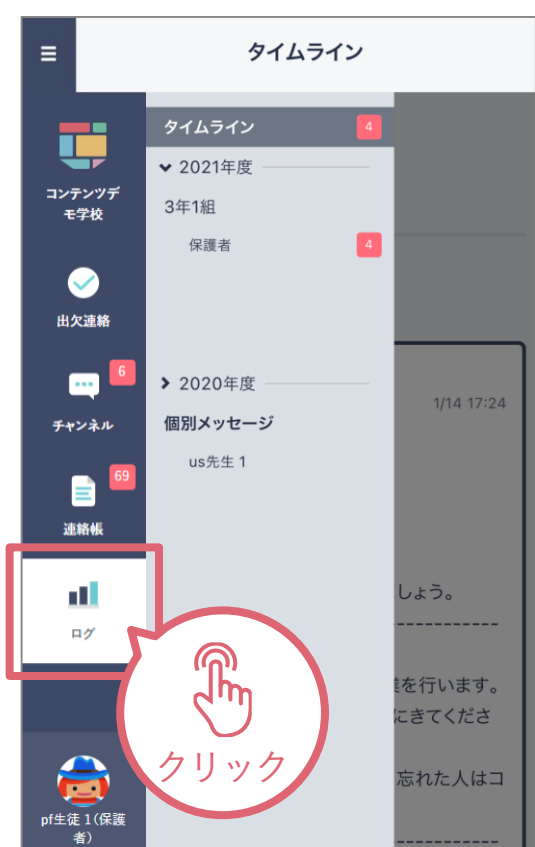 タイムライン
タイムライン 4
2021年度
3年1組
保護者 4
2020年度
個別メッセージ
us先生 1
コンテンツデ
モ学校
出欠連絡
6
チャンネル
69
連絡帳
ログ
pf生徒 1(保護
者)
クリック
1/14 17:24
しょう。
-----------
を行います。
にきてくださ
忘れた人はコ
-----------